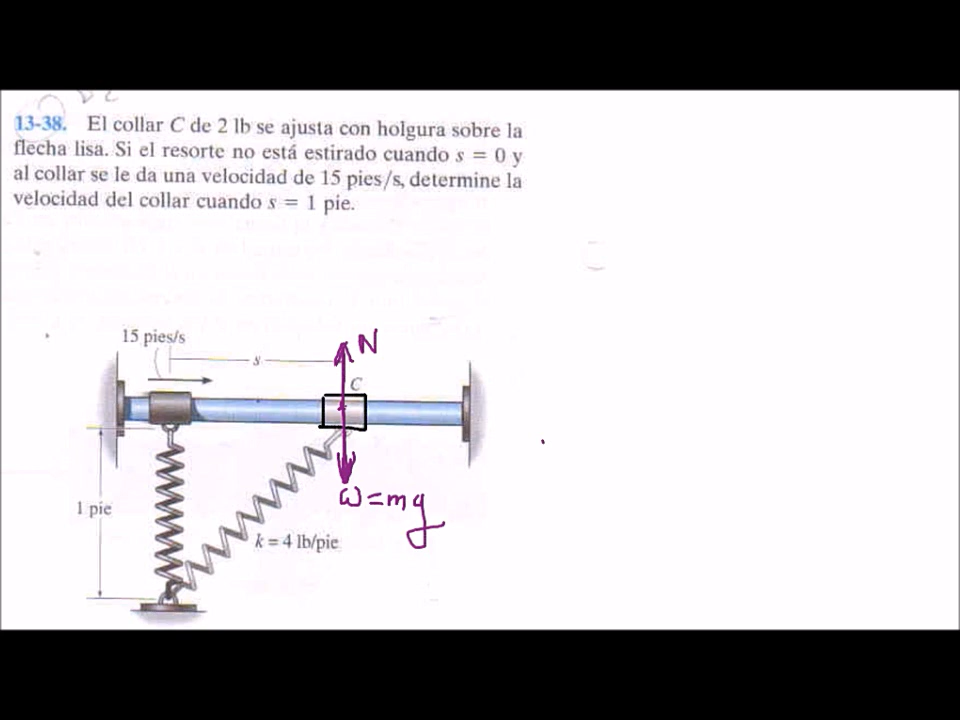 13-38. El collar C de 2 lb se ajusta con holgura sobre la
flecha lisa. Si el resorte no está estirado cuando s = 0 y
al collar se le da una velocidad de 15 pies/s, determine la
velocidad del collar cuando s = 1 pie.
15 pies/s
s
N
C
1 pie
ω = mg
k = 4 lb/pie